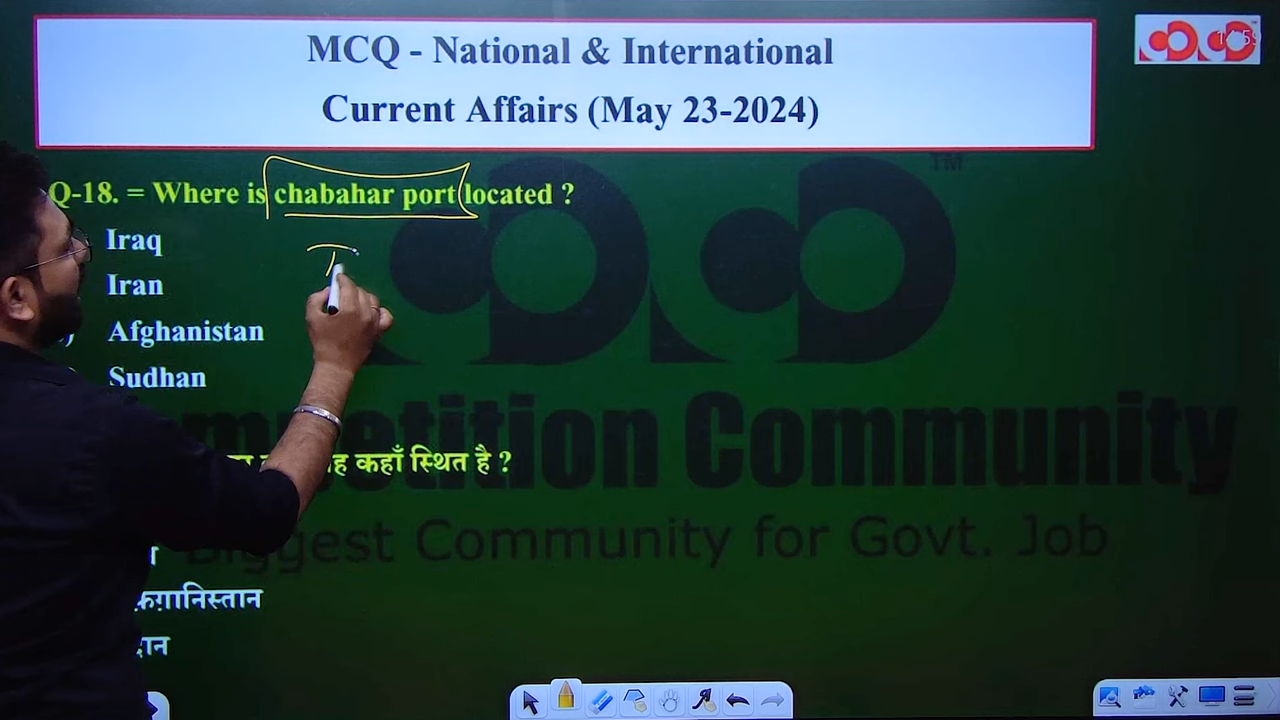 MCQ - National & International
Current Affairs (May 23-2024)
TM
Q-18. = Where is chabahar port located ?
Iraq
Iran
Afghanistan
Sudhan
Competition Community
कहाँ स्थित है ?
Biggest Community for Govt. Job